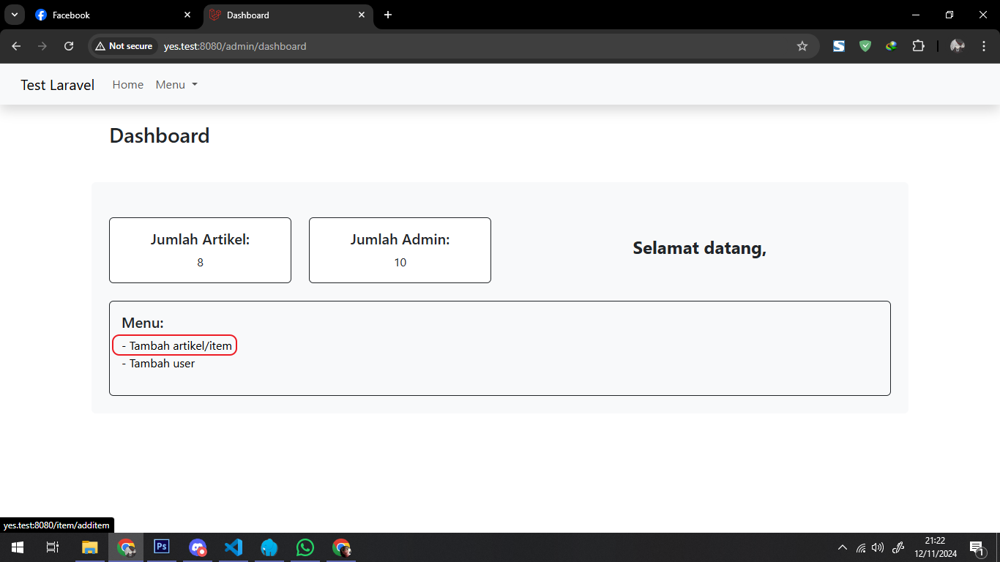 Facebook
Dashboard
Not secure
yes.test:8080/admin/dashboard
Test Laravel
Home
Menu
Dashboard
Jumlah Artikel:
8
Jumlah Admin:
10
Selamat datang,
Menu:
- Tambah artikel/item
- Tambah user
yes.test:8080/item/additem
Ps
21:22
12/11/2024
1